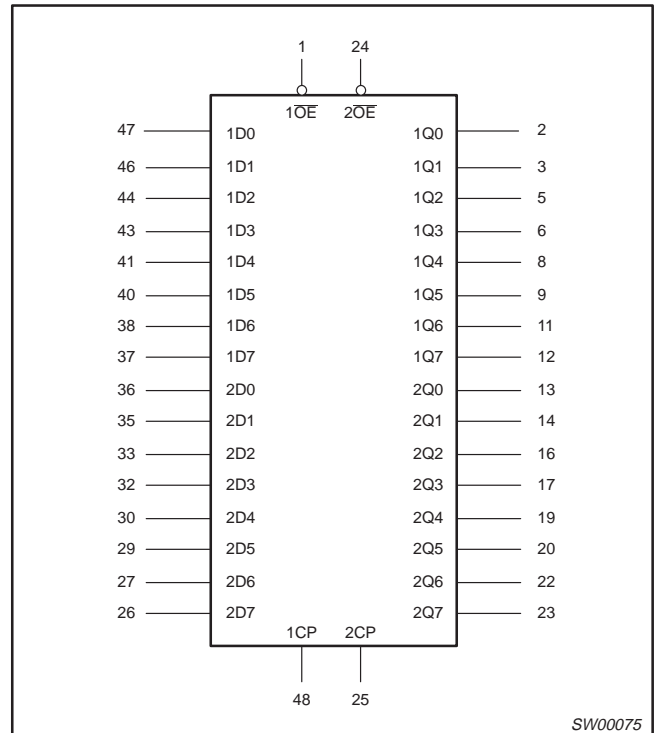 1 24
1O̅E̅ 2O̅E̅
47 1D0 1Q0 2
46 1D1 1Q1 3
44 1D2 1Q2 5
43 1D3 1Q3 6
41 1D4 1Q4 8
40 1D5 1Q5 9
38 1D6 1Q6 11
37 1D7 1Q7 12
36 2D0 2Q0 13
35 2D1 2Q1 14
33 2D2 2Q2 16
32 2D3 2Q3 17
30 2D4 2Q4 19
29 2D5 2Q5 20
27 2D6 2Q6 22
26 2D7 2Q7 23
1CP 2CP
48 25
SW00075